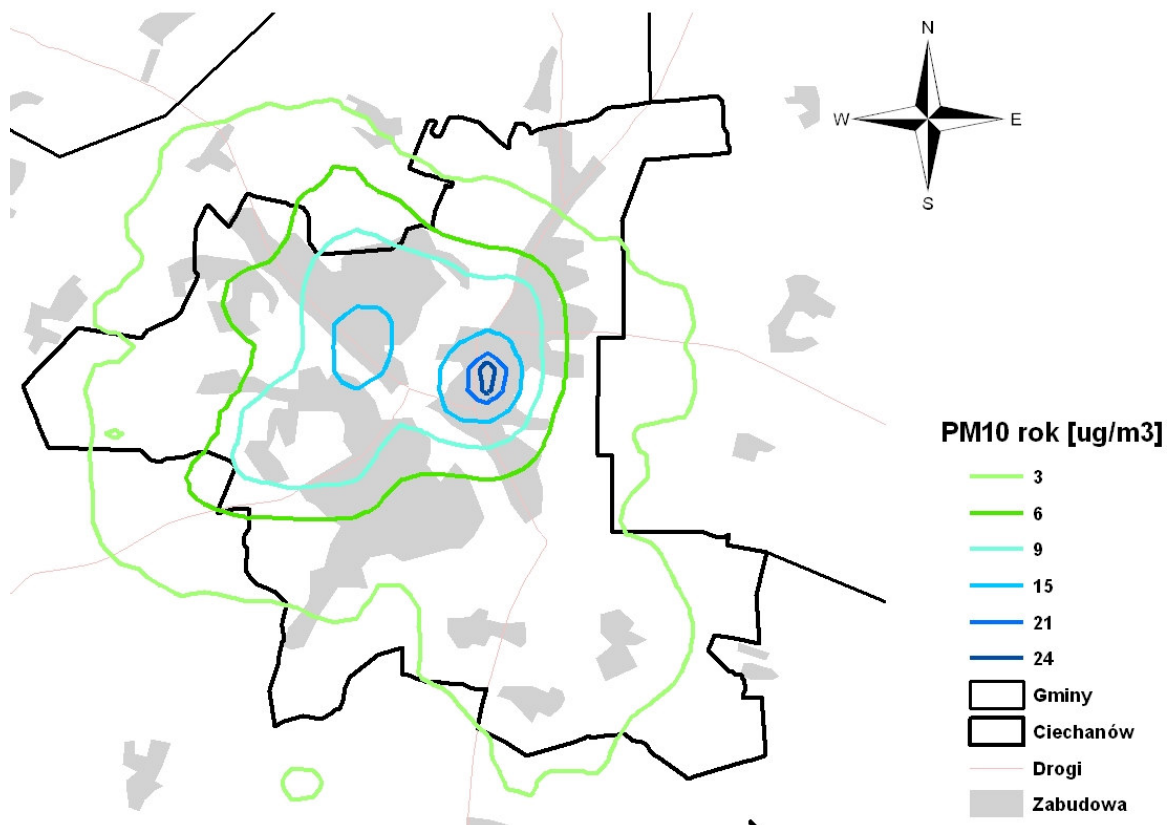 N
W
E
S
PM10 rok [ug/m3]
3
6
9
15
21
24
Gminy
Ciechanów
Drogi
Zabudowa